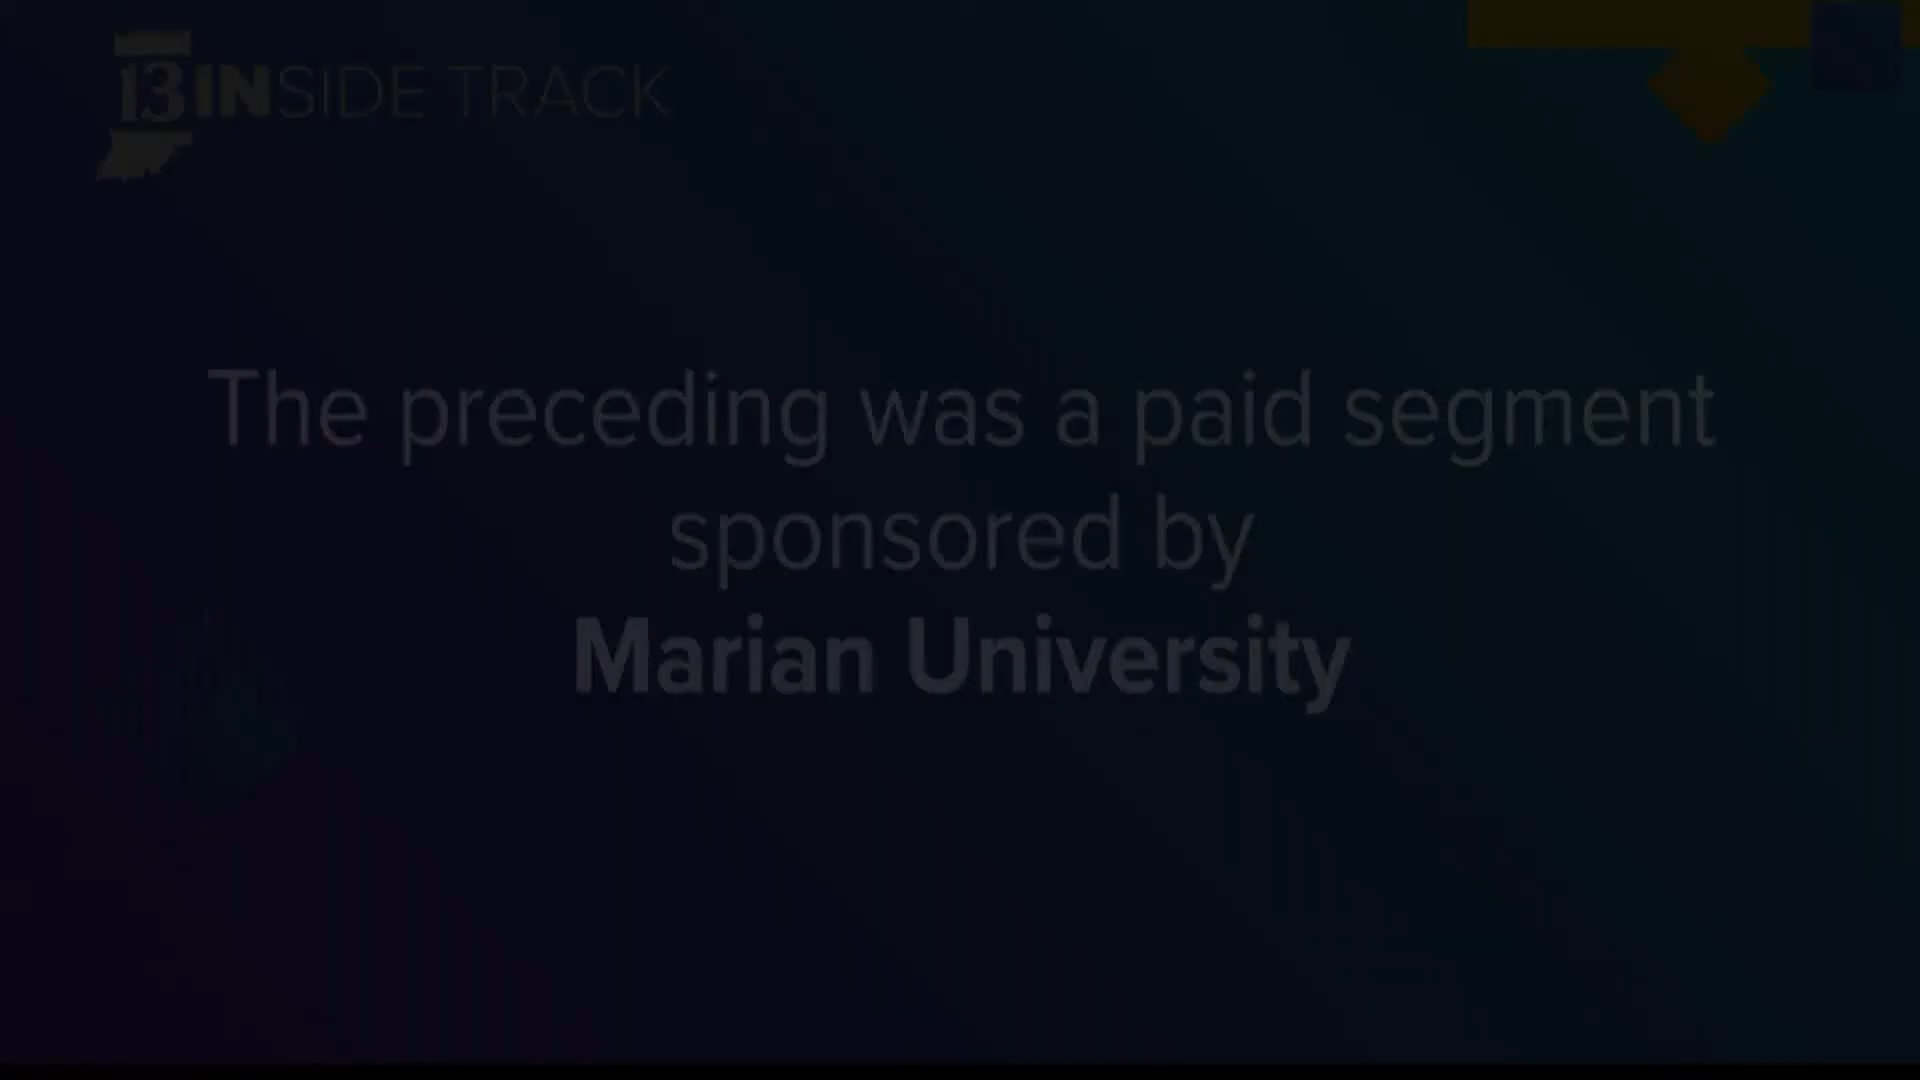 13 INSIDE TRACK
The preceding was a paid segment
sponsored by
Marian University